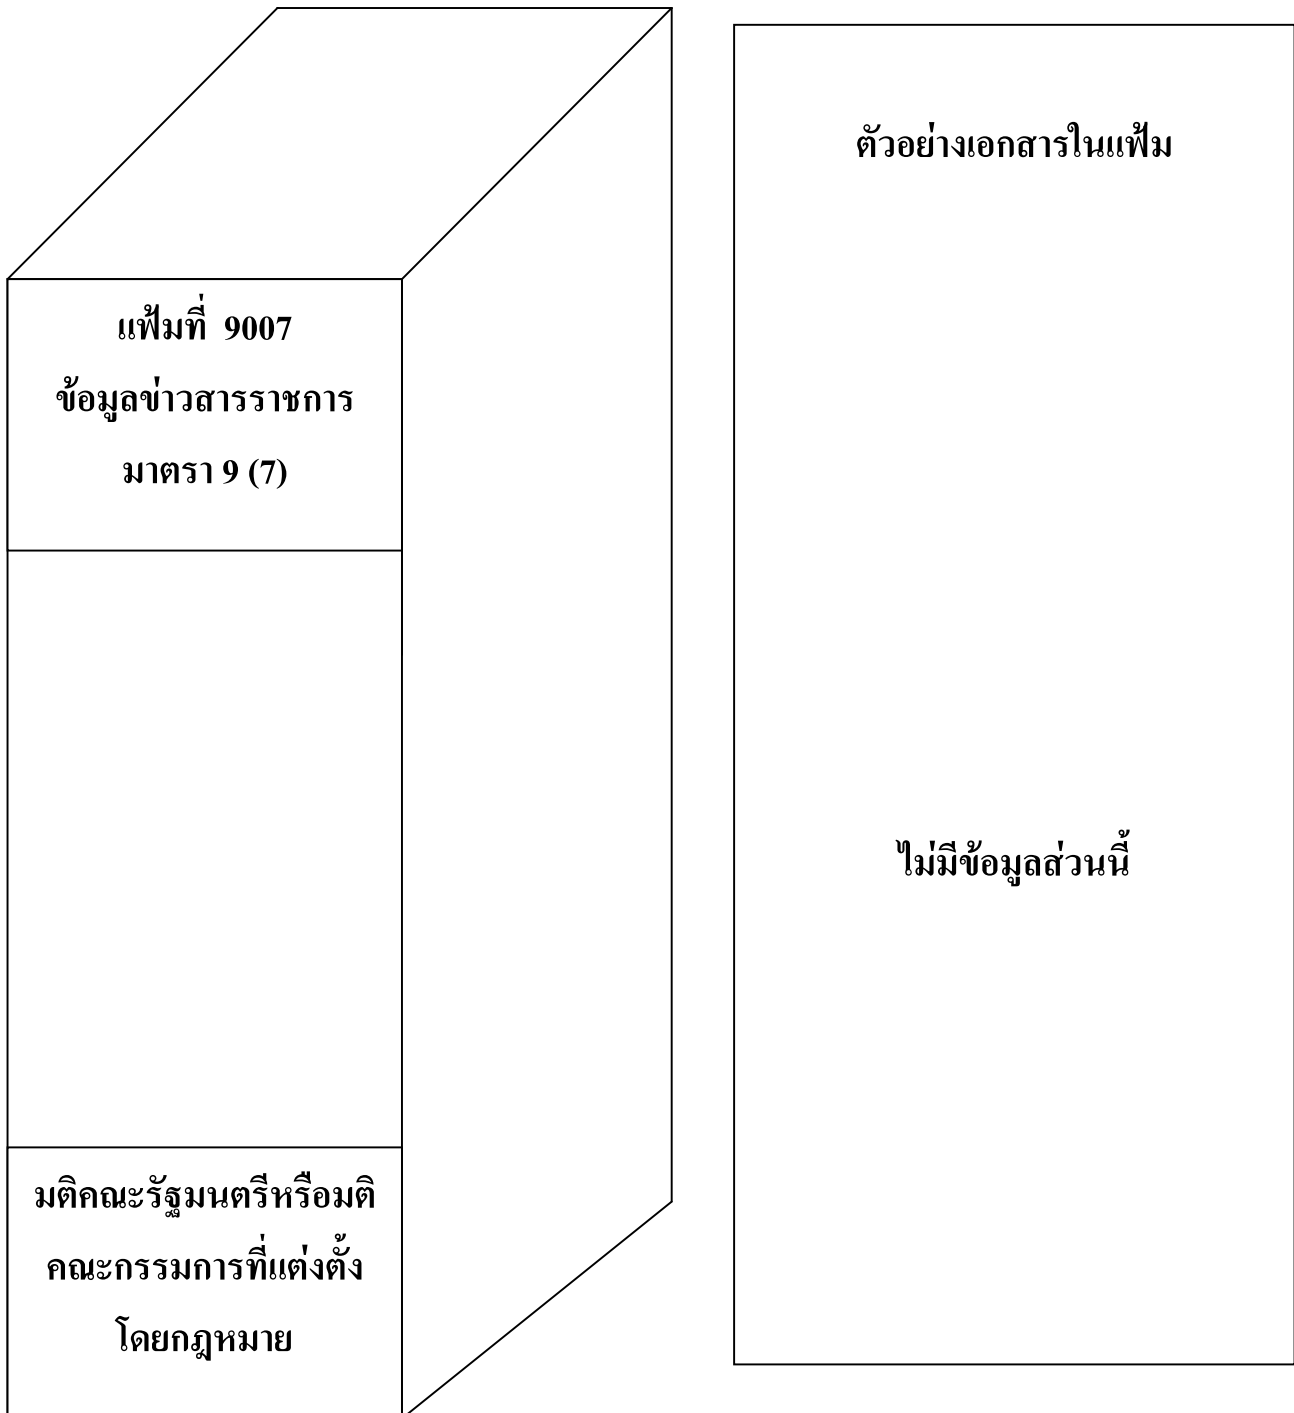 แฟ้มที่ 9007
ข้อมูลข่าวสารราชการ
มาตรา 9 (7)
มติคณะรัฐมนตรีหรือมติ
คณะกรรมการที่แต่งตั้ง
โดยกฎหมาย
ตัวอย่างเอกสารในแฟ้ม
ไม่มีข้อมูลส่วนนี้